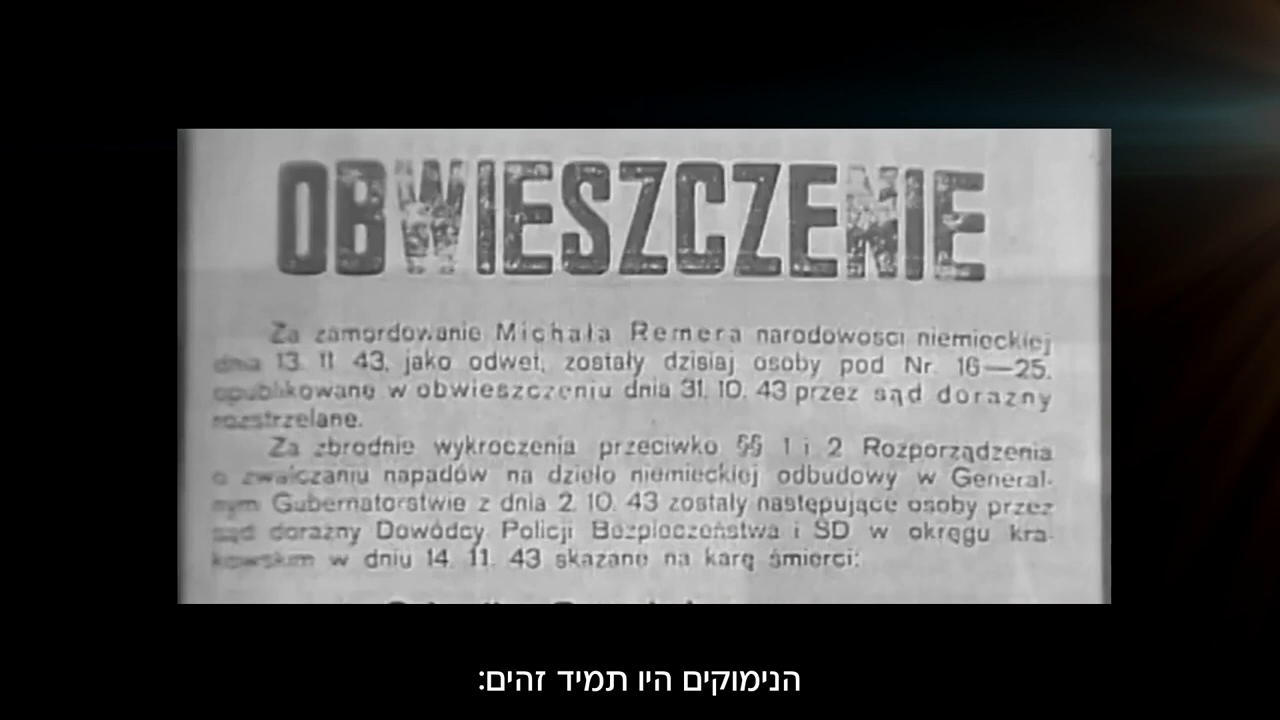 OBWIESZCZENIE
Za zamordowanie Michała Remera narodowości niemieckiej
dnia 13. 11. 43, jako odwet, zostały dzisiaj osoby pod Nr. 16—25.
opublikowane w obwieszczeniu dnia 31. 10. 43 przez sąd doraźny
rozstrzelane.
Za zbrodnie wykroczenia przeciwko §§ 1 i 2 Rozporządzenia
o zwalczaniu napadów na dzieło niemieckiej odbudowy w General-
nym Gubernatorstwie z dnia 2. 10. 43 zostały następujące osoby przez
sąd doraźny Dowódcy Policji Bezpieczeństwa i SD w okręgu kra-
kowskim w dniu 14. 11. 43 skazane na karę śmierci:
הנימוקים היו תמיד זהים: